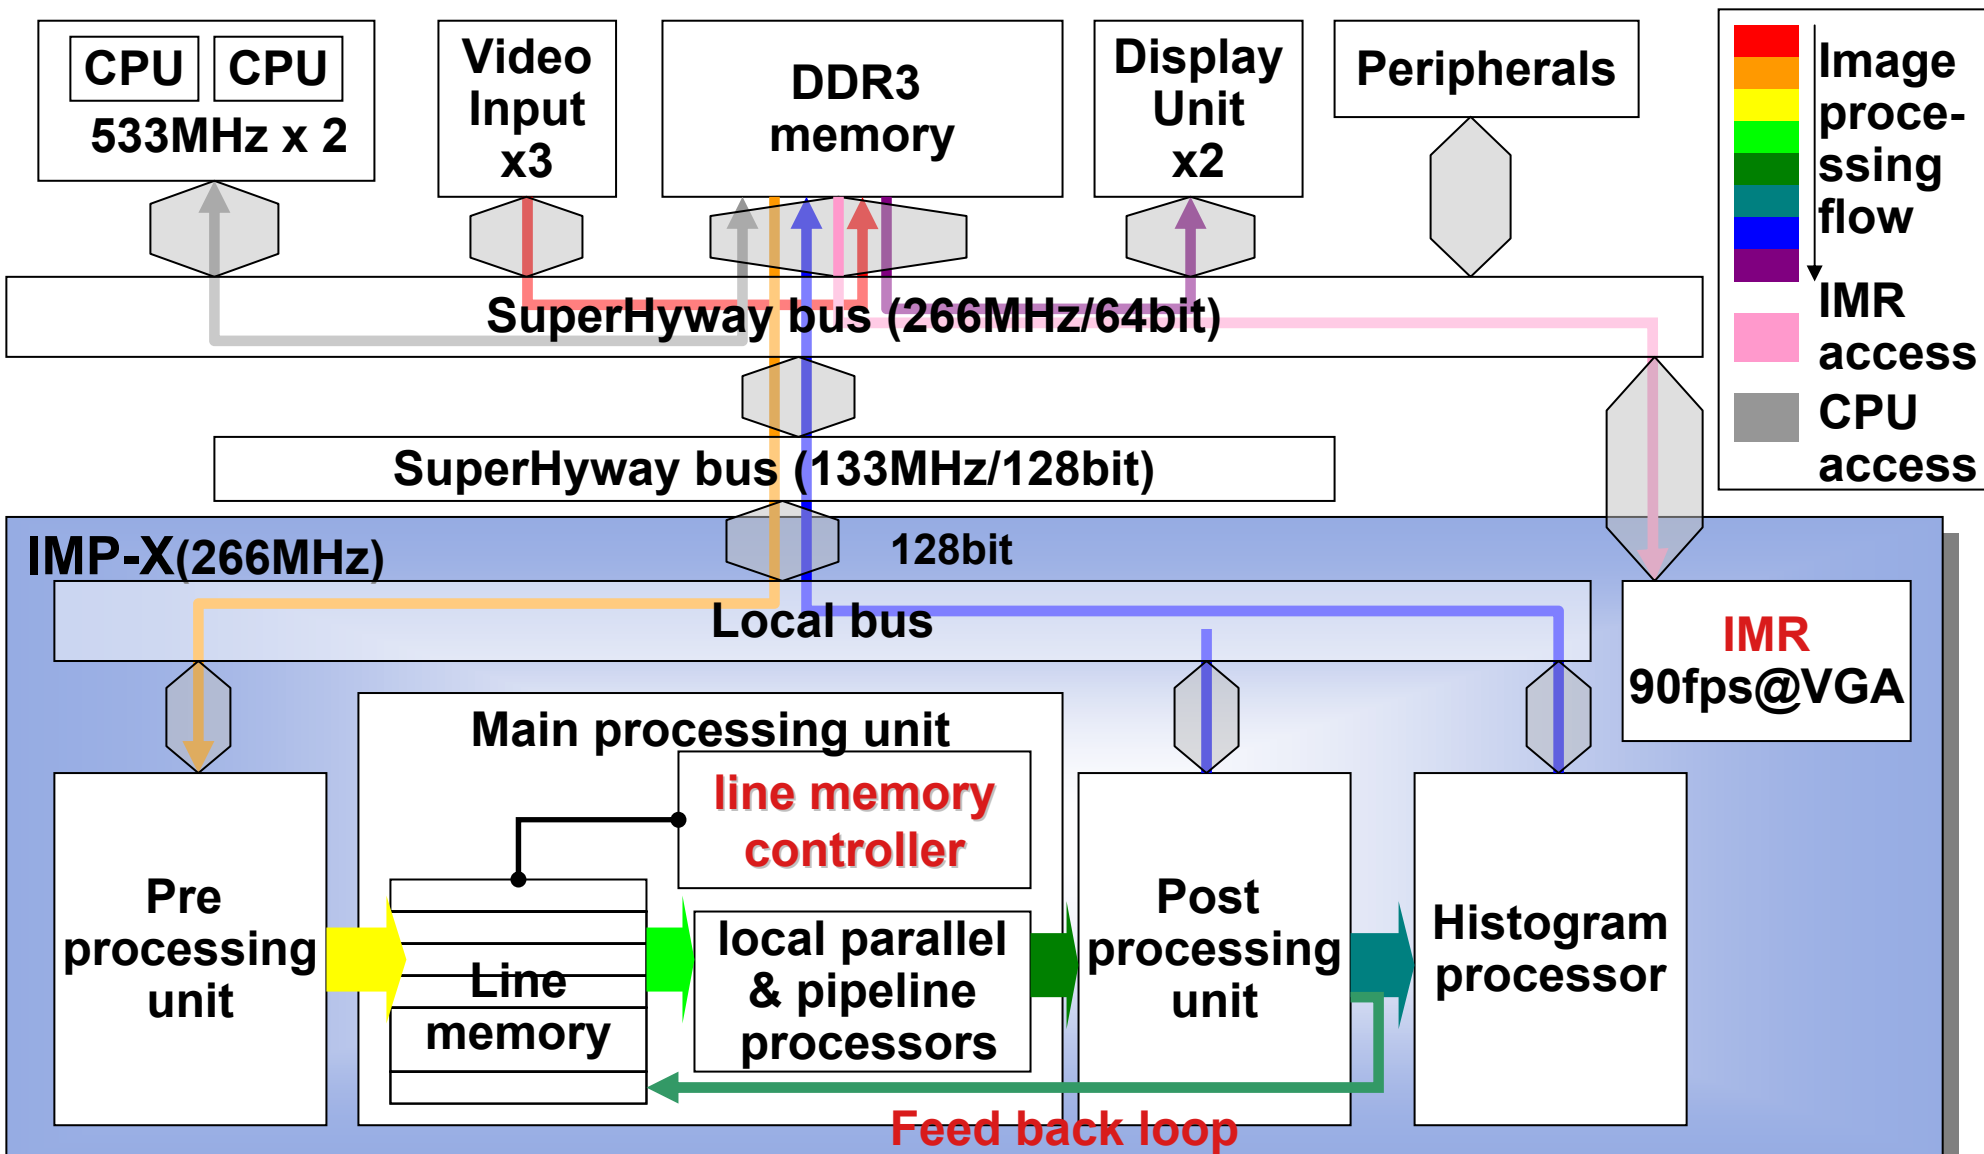 CPU
CPU
533MHz x 2
Video
Input
x3
DDR3
memory
Display
Unit
x2
Peripherals
Image
proce-
ssing
flow
IMR
access
CPU
access
SuperHyway bus (266MHz/64bit)
SuperHyway bus (133MHz/128bit)
IMP-X(266MHz)
128bit
Local bus
IMR
90fps@VGA
Main processing unit
line memory
controller
Pre
processing
unit
Line
memory
local parallel
& pipeline
processors
Post
processing
unit
Histogram
processor
Feed back loop